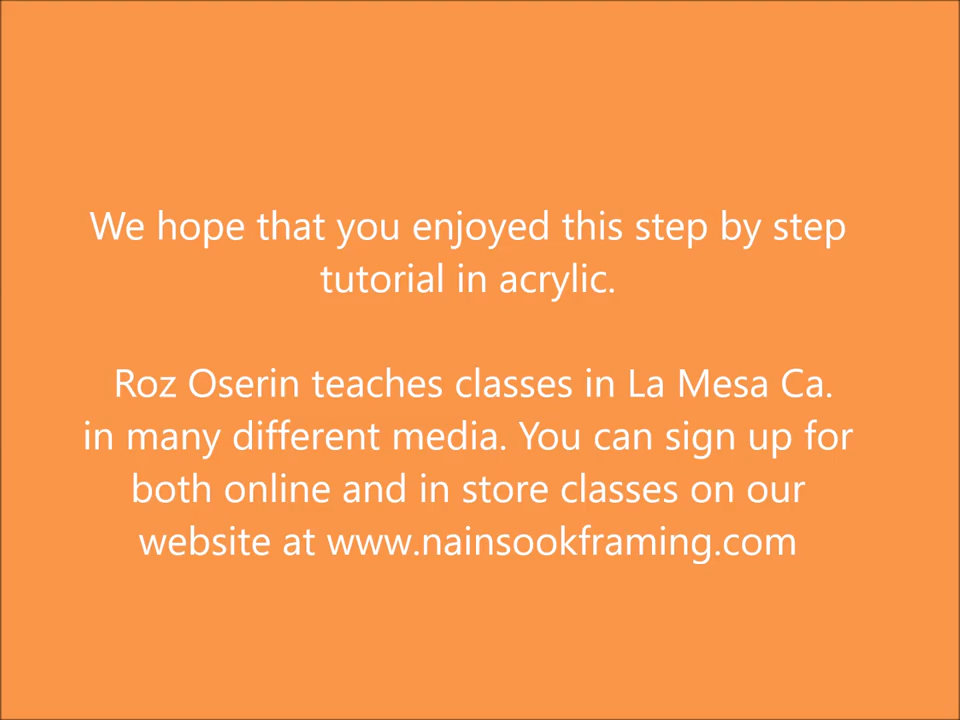 We hope that you enjoyed this step by step
tutorial in acrylic.
Roz Oserin teaches classes in La Mesa Ca.
in many different media. You can sign up for
both online and in store classes on our
website at www.nainsookframing.com